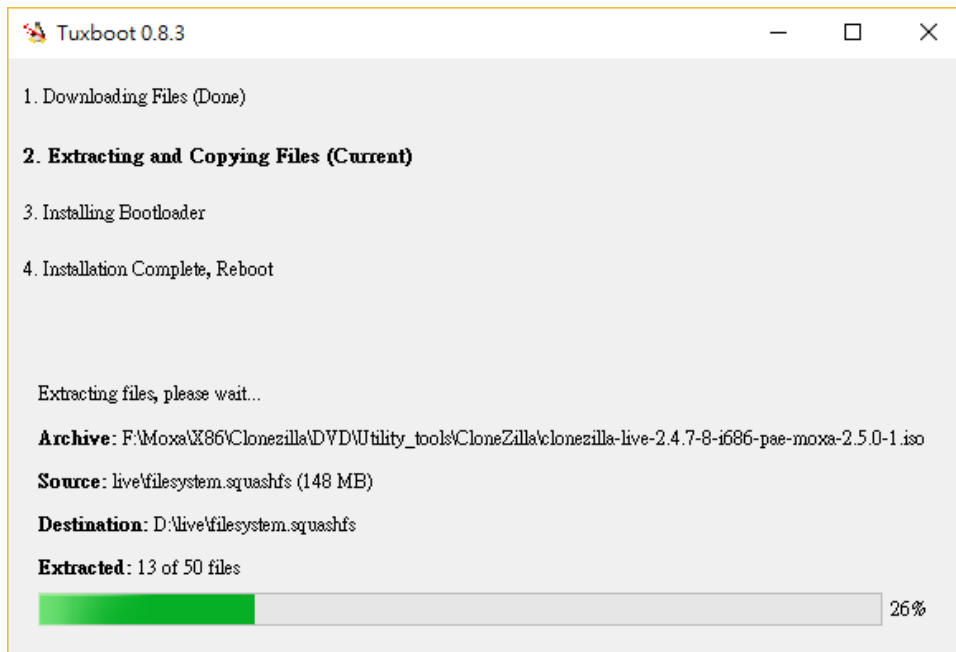 Tuxboot 0.8.3
1. Downloading Files (Done)
2. Extracting and Copying Files (Current)
3. Installing Bootloader
4. Installation Complete, Reboot
Extracting files, please wait...
Archive: F:\Moxa\X86\Clonezilla\DVD\Utility_tools\CloneZilla\clonezilla-live-2.4.7-8-i686-pae-moxa-2.5.0-1.iso
Source: live\filesystem.squashfs (148 MB)
Destination: D:\live\filesystem.squashfs
Extracted: 13 of 50 files
26%